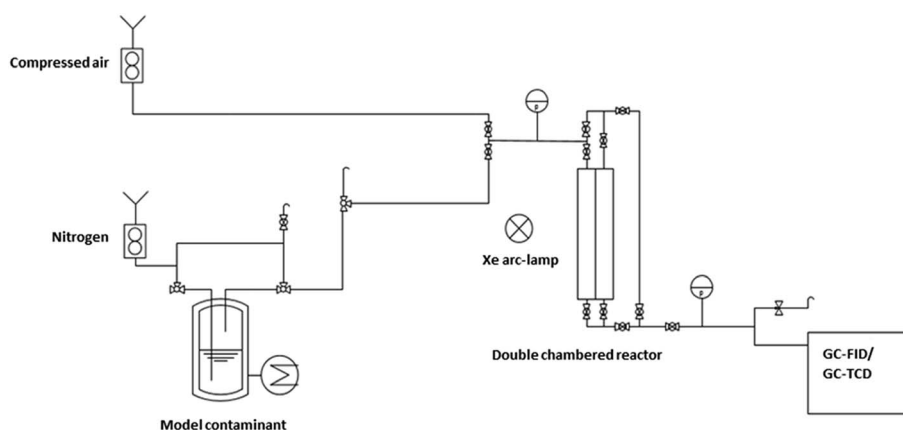 Compressed air
P
Nitrogen
Xe arc-lamp
P
Double chambered reactor
GC-FID/
GC-TCD
Model contaminant